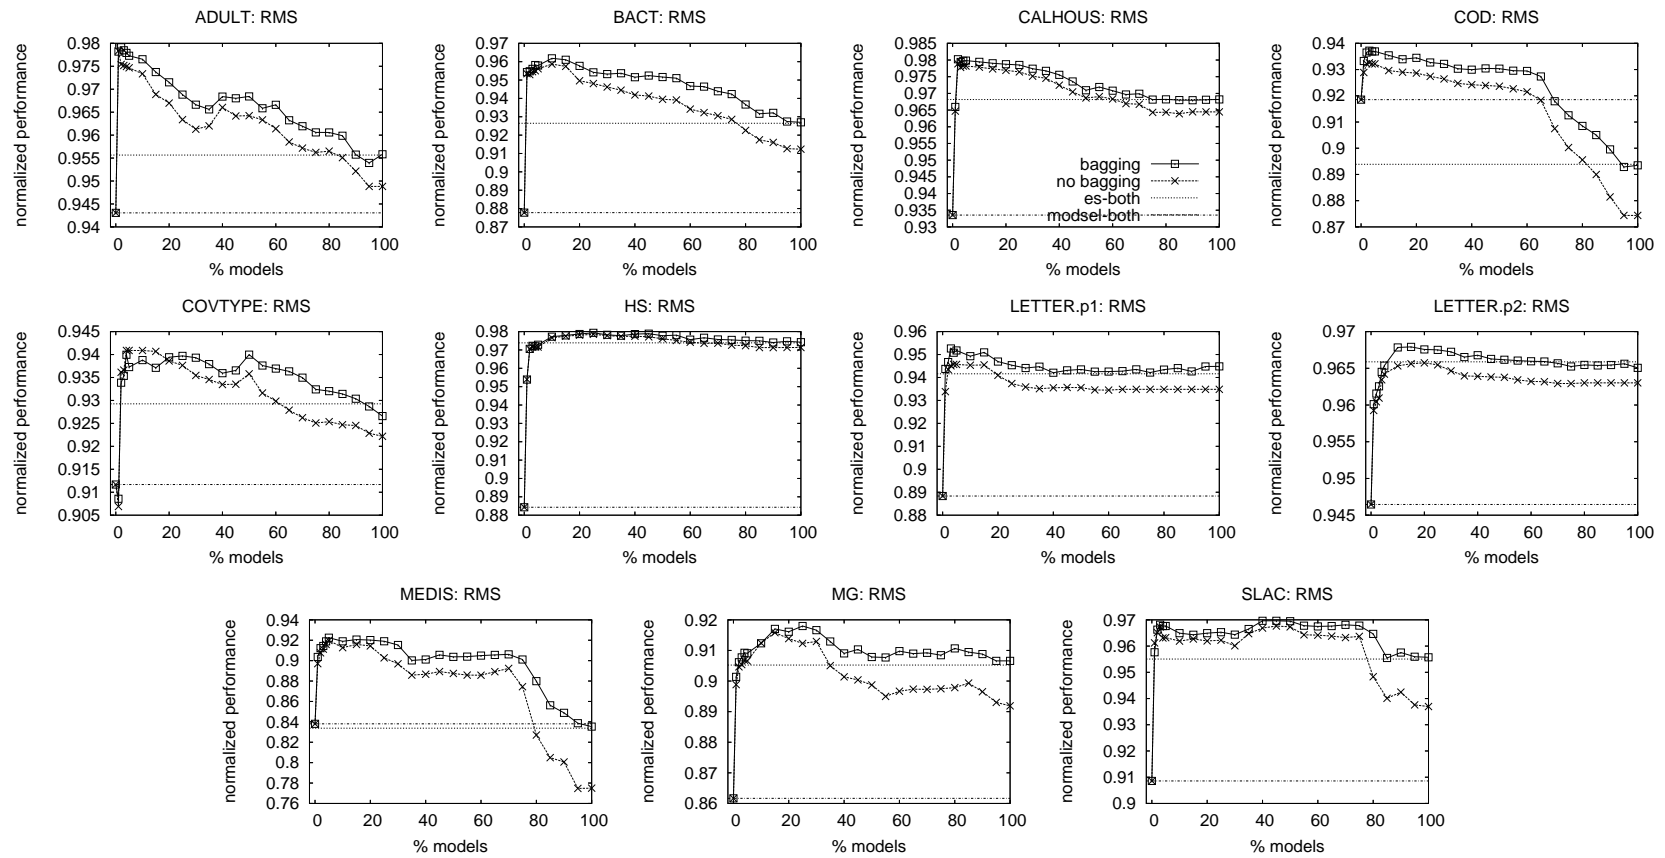 ADULT: RMS
normalized performance
0.98
0.975
0.97
0.965
0.96
0.955
0.95
0.945
0.94
0 20 40 60 80 100
% models
BACT: RMS
normalized performance
0.97
0.96
0.95
0.94
0.93
0.92
0.91
0.9
0.89
0.88
0.87
0 20 40 60 80 100
% models
CALHOUS: RMS
normalized performance
0.985
0.98
0.975
0.97
0.965
0.96
0.955
0.95
0.945
0.94
0.935
0.93
bagging
no bagging
es-both
modsel-both
0 20 40 60 80 100
% models
COD: RMS
normalized performance
0.94
0.93
0.92
0.91
0.9
0.89
0.88
0.87
0 20 40 60 80 100
% models
COVTYPE: RMS
normalized performance
0.945
0.94
0.935
0.93
0.925
0.92
0.915
0.91
0.905
0 20 40 60 80 100
% models
HS: RMS
normalized performance
0.98
0.97
0.96
0.95
0.94
0.93
0.92
0.91
0.9
0.89
0.88
0 20 40 60 80 100
% models
LETTER.p1: RMS
normalized performance
0.96
0.95
0.94
0.93
0.92
0.91
0.9
0.89
0.88
0 20 40 60 80 100
% models
LETTER.p2: RMS
normalized performance
0.97
0.965
0.96
0.955
0.95
0.945
0 20 40 60 80 100
% models
MEDIS: RMS
normalized performance
0.94
0.92
0.9
0.88
0.86
0.84
0.82
0.8
0.78
0.76
0 20 40 60 80 100
% models
MG: RMS
normalized performance
0.92
0.91
0.9
0.89
0.88
0.87
0.86
0 20 40 60 80 100
% models
SLAC: RMS
normalized performance
0.97
0.96
0.95
0.94
0.93
0.92
0.91
0.9
0 20 40 60 80 100
% models